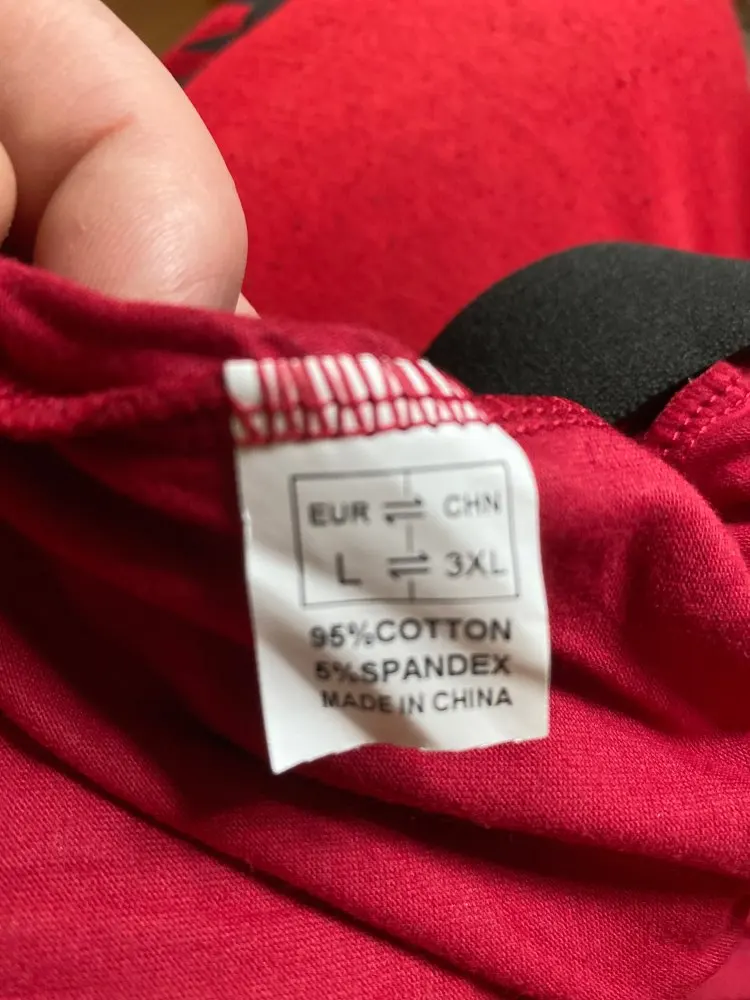 EUR ⇌ CHN
L ⇌ 3XL
95%COTTON
5%SPANDEX
MADE IN CHINA